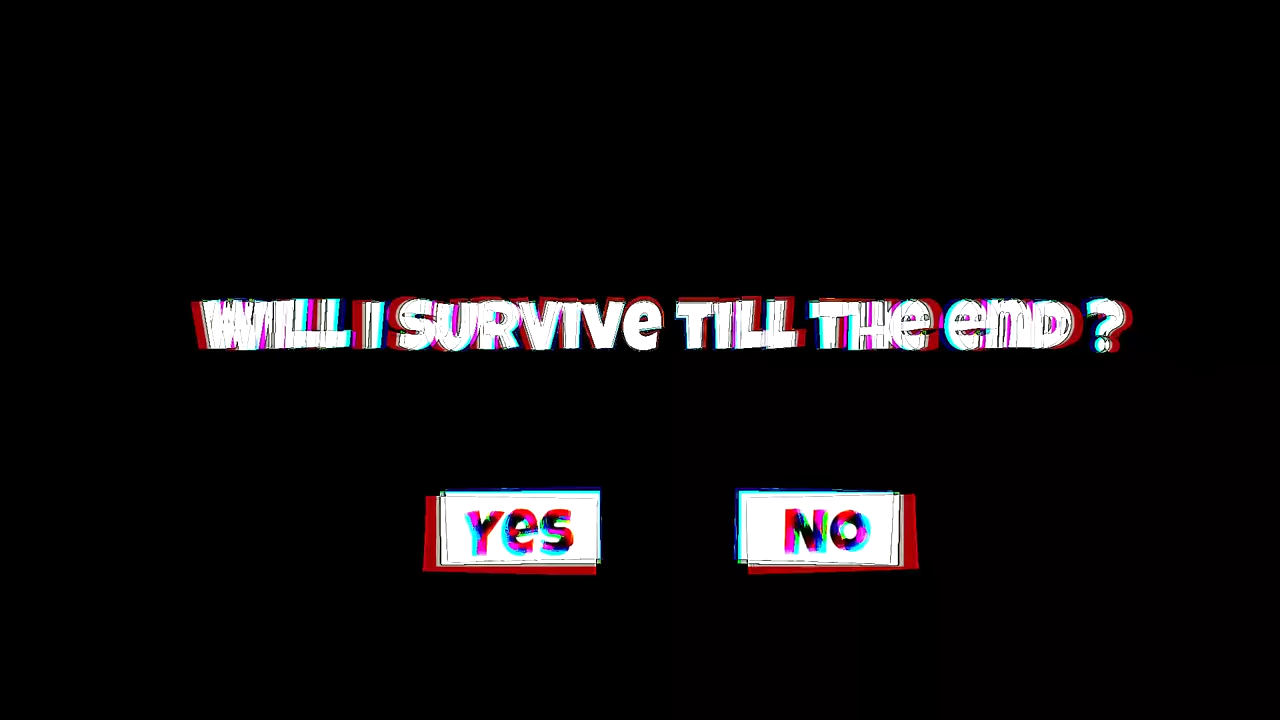 WILL I SURVIVE TILL THE END ?
Yes
No